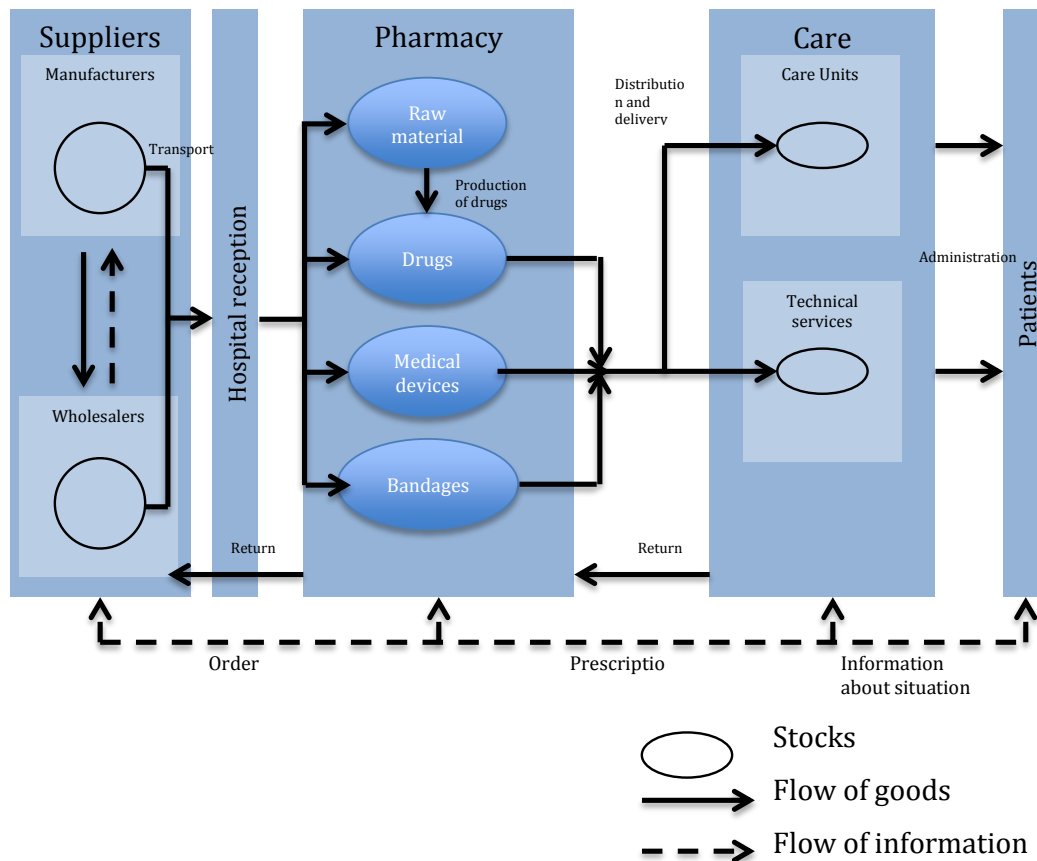 Suppliers
Manufacturers
Transport
Wholesalers
Hospital reception
Pharmacy
Raw
material
Production
of drugs
Drugs
Medical
devices
Bandages
Return
Distributio
n and
delivery
Return
Care
Care Units
Technical
services
Administration
Patients
Order
Prescriptio
Information
about situation
Stocks
Flow of goods
Flow of information